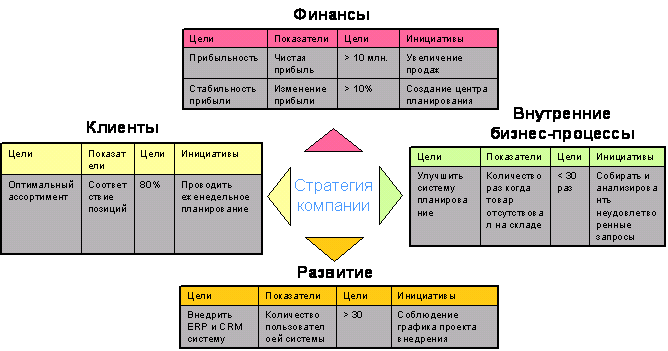 Финансы
Цели Показатели Цели Инициативы
Прибыльность Чистая прибыль > 10 млн. Увеличение продаж
Стабильность прибыли Изменение прибыли > 10% Создание центра планирования
Клиенты
Цели Показат ели Цели Инициативы
Оптимальный ассортимент Соответ ствие позиций 80% Проводить еженедельное планирование
Стратегия
компании
Внутренние
бизнес-процессы
Цели Показатели Цели Инициативы
Улучшить систему планирова ние Количество раз когда товар отсутствова л на складе < 30 раз Собирать и анализирова ть неудовлетво ренные запросы
Развитие
Цели Показатели Цели Инициативы
Внедрить ERP и CRM систему Количество пользовател оей системы > 30 Соблюдение графика проекта внедрения